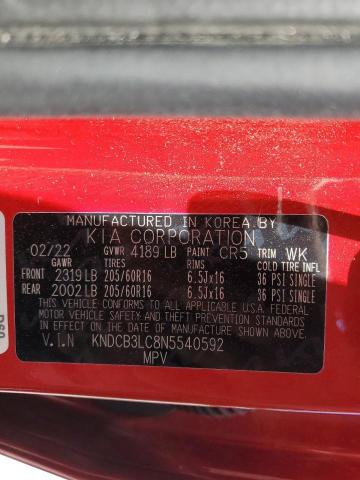 MANUFACTURED IN KOREA BY
KIA CORPORATION
02/22 GVWR 4189 LB PAINT CR5 TRIM WK
GAWR TIRES RIMS COLD TIRE INFL
FRONT 2319 LB 205/60R16 6.5Jx16 36 PSI SINGLE
REAR 2002 LB 205/60R16 6.5Jx16 36 PSI SINGLE
THIS VEHICLE CONFORMS TO ALL APPLICABLE U.S.A. FEDERAL
MOTOR VEHICLE SAFETY AND BUMPER, AND THEFT PREVENTION
STANDARDS IN EFFECT ON THE DATE OF MANUFACTURE SHOWN ABOVE.
V.I.N KNDCB3LC8N5540592
MPV